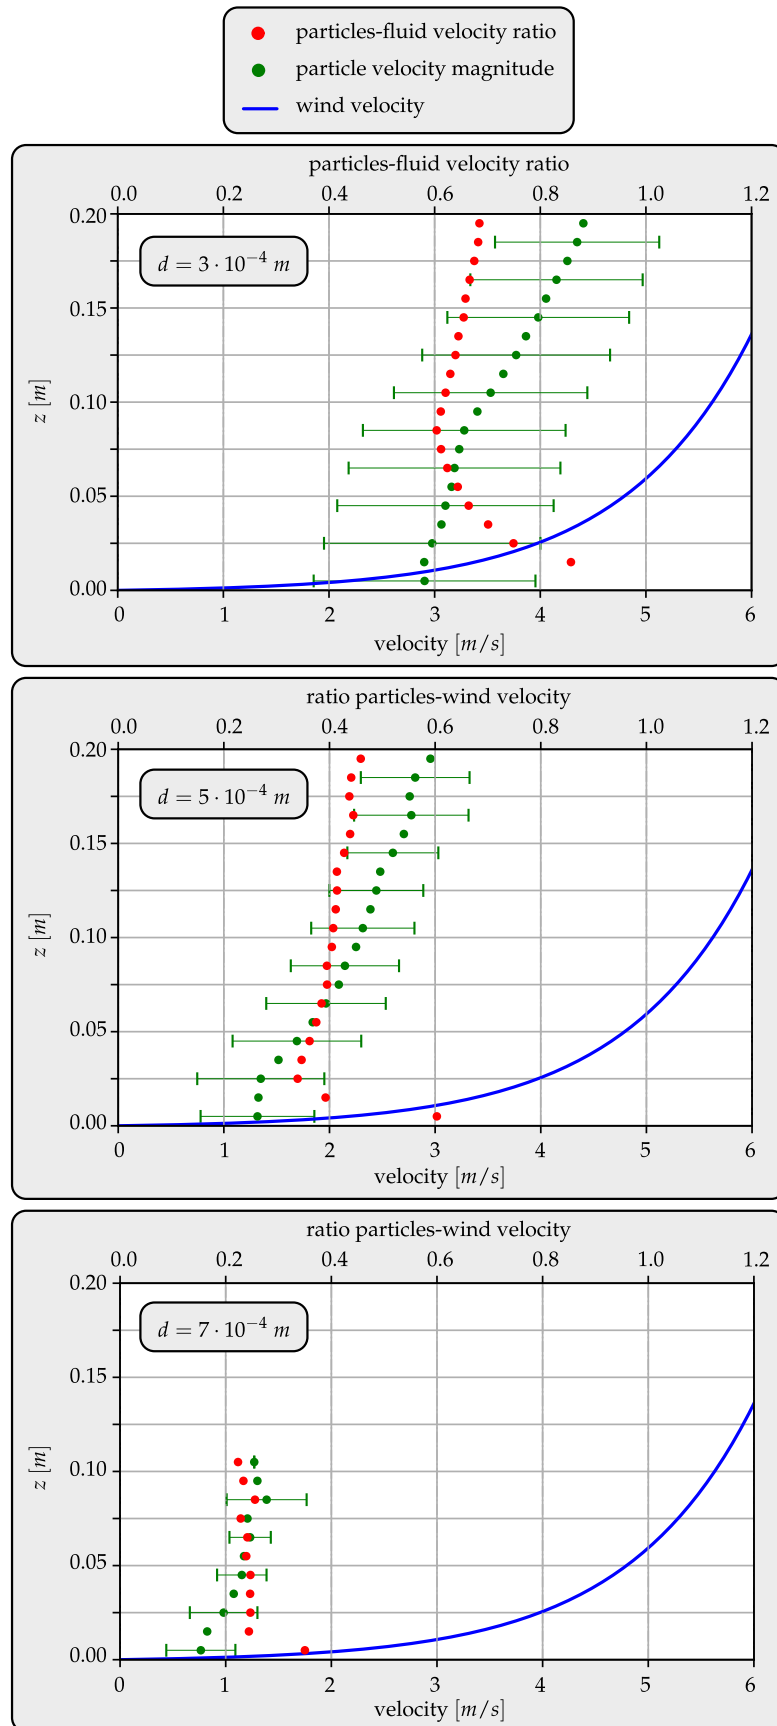 particles-fluid velocity ratio
particle velocity magnitude
wind velocity
particles-fluid velocity ratio
0.0 0.2 0.4 0.6 0.8 1.0 1.2
0.20
d = 3 · 10⁻⁴ m
0.15
z [m]
0.10
0.05
0.00
0 1 2 3 4 5 6
velocity [m/s]
ratio particles-wind velocity
0.0 0.2 0.4 0.6 0.8 1.0 1.2
0.20
d = 5 · 10⁻⁴ m
0.15
z [m]
0.10
0.05
0.00
0 1 2 3 4 5 6
velocity [m/s]
ratio particles-wind velocity
0.0 0.2 0.4 0.6 0.8 1.0 1.2
0.20
d = 7 · 10⁻⁴ m
0.15
z [m]
0.10
0.05
0.00
0 1 2 3 4 5 6
velocity [m/s]